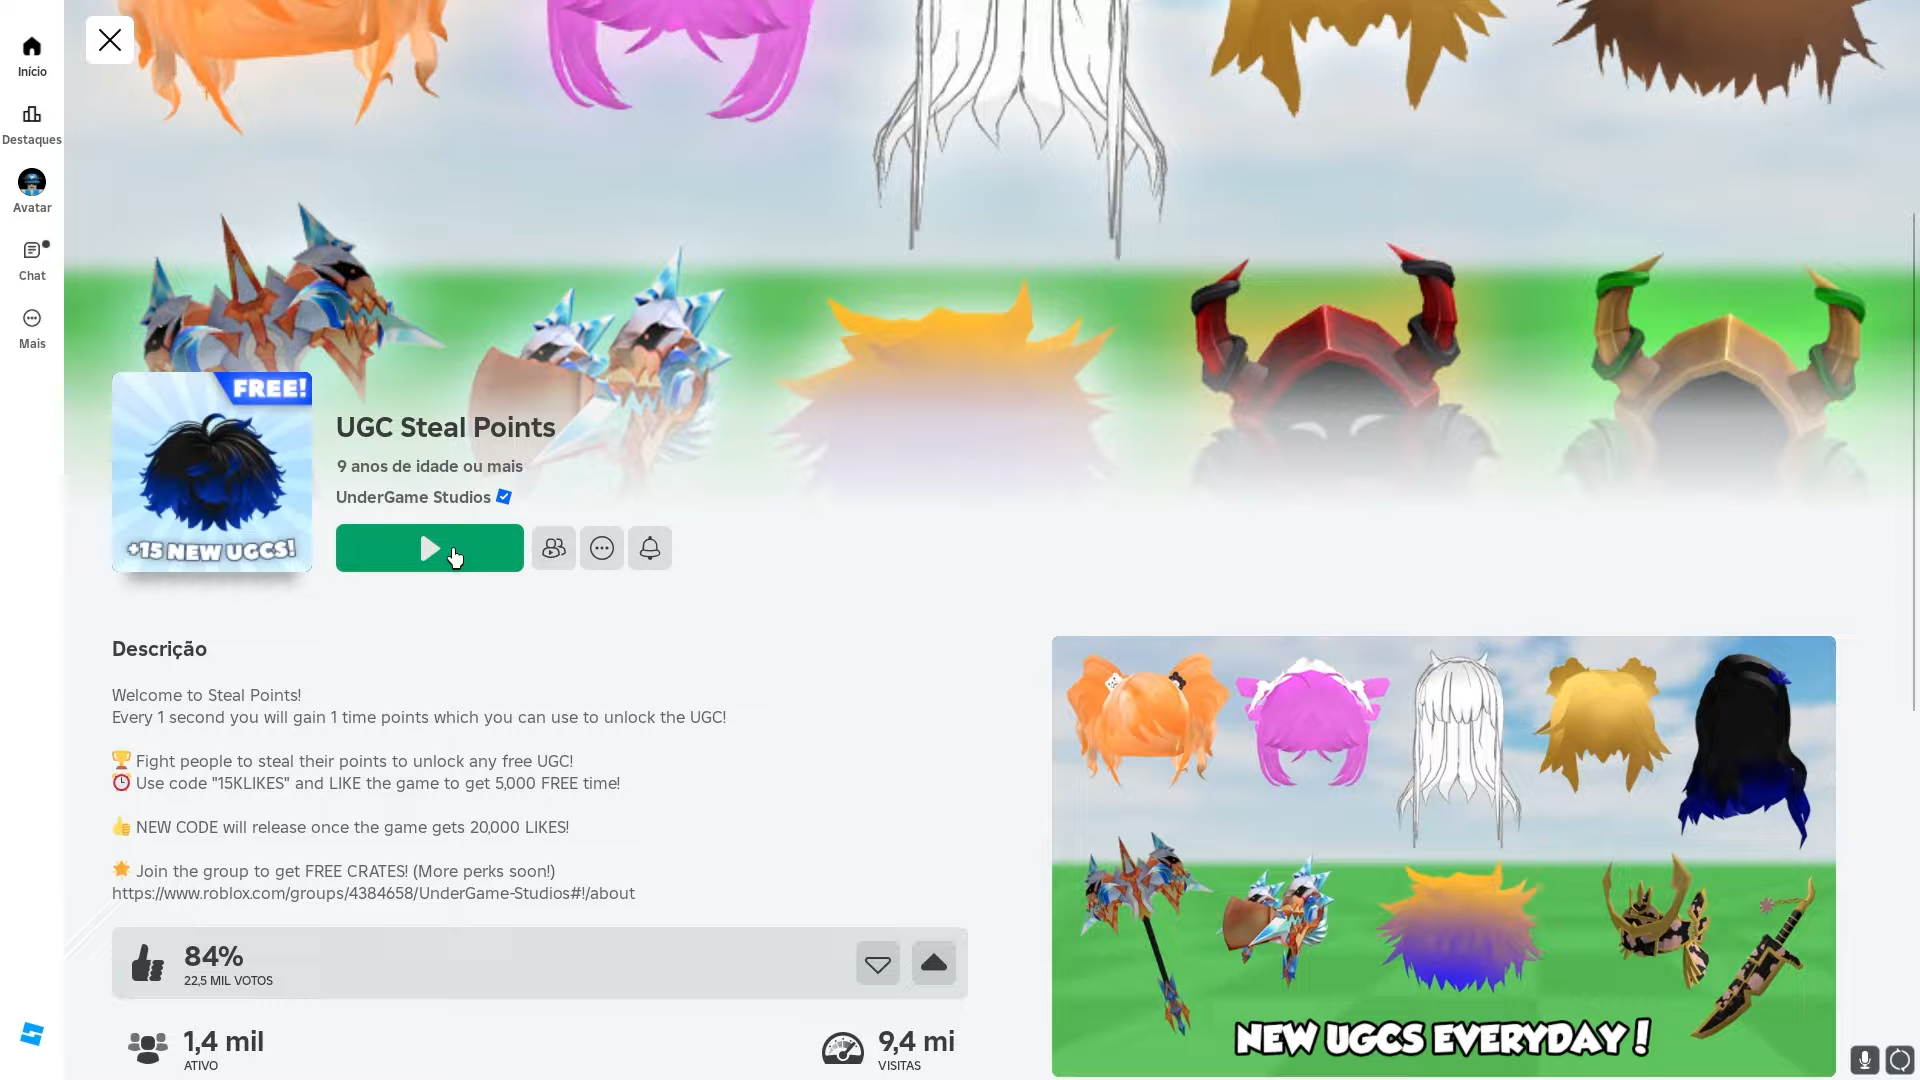 Início
Destaques
Avatar
Chat
Mais
FREE!
+15 NEW UGCS!
UGC Steal Points
9 anos de idade ou mais
UnderGame Studios
Descrição
Welcome to Steal Points!
Every 1 second you will gain 1 time points which you can use to unlock the UGC!
🏆 Fight people to steal their points to unlock any free UGC!
⏰ Use code "15KLIKES" and LIKE the game to get 5,000 FREE time!
👍 NEW CODE will release once the game gets 20,000 LIKES!
🌟 Join the group to get FREE CRATES! (More perks soon!)
https://www.roblox.com/groups/4384658/UnderGame-Studios#!/about
84%
22,5 MIL VOTOS
1,4 mil
ATIVO
9,4 mi
VISITAS
NEW UGCS EVERYDAY!